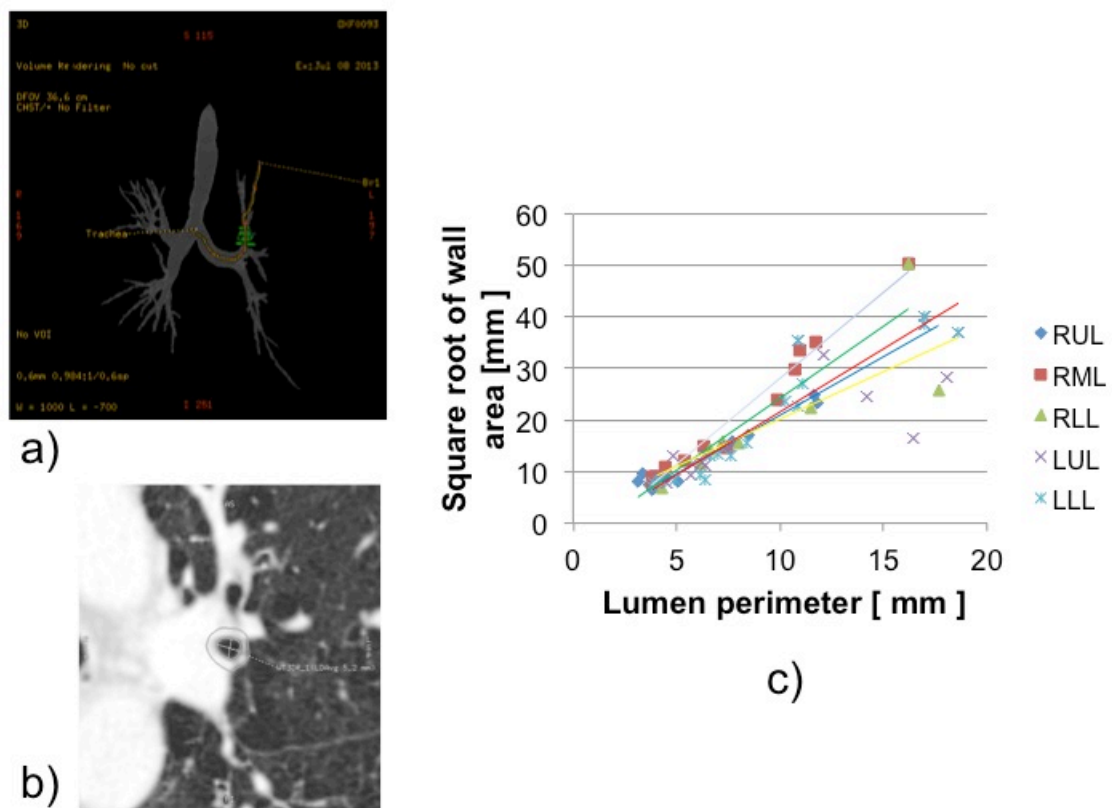 3D
S 115
Volume Rendering No cut
Ex:Jul 08 2013
DFOV 36.6 cm
CHST/+ No Filter
R
169
L
197
Br1
Trachea
No VOI
0.6mm 0.984:1/0.6sp
W = 1000 L = -700
I 251
a)
b)
Square root of wall
area [mm ]
60
50
40
30
20
10
0
0
5
10
15
20
Lumen perimeter [ mm ]
RUL
RML
RLL
LUL
LLL
c)